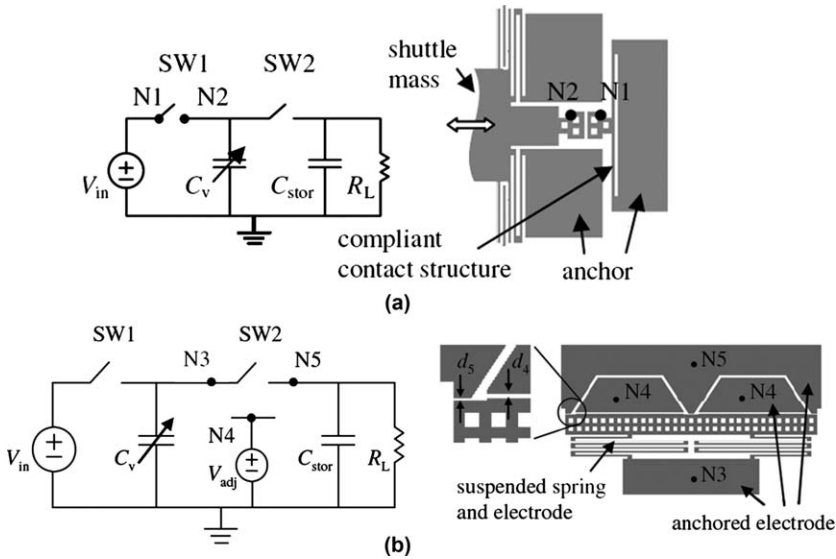 SW1 SW2
N1 N2
V_in
C_v
C_stor
R_L
shuttle
mass
N2 N1
compliant
contact structure
anchor
(a)
SW1 SW2
N3 N5
N4
V_in
C_v
V_adj
C_stor
R_L
d_5 d_4
N5
N4 N4
N3
suspended spring
and electrode
anchored electrode
(b)